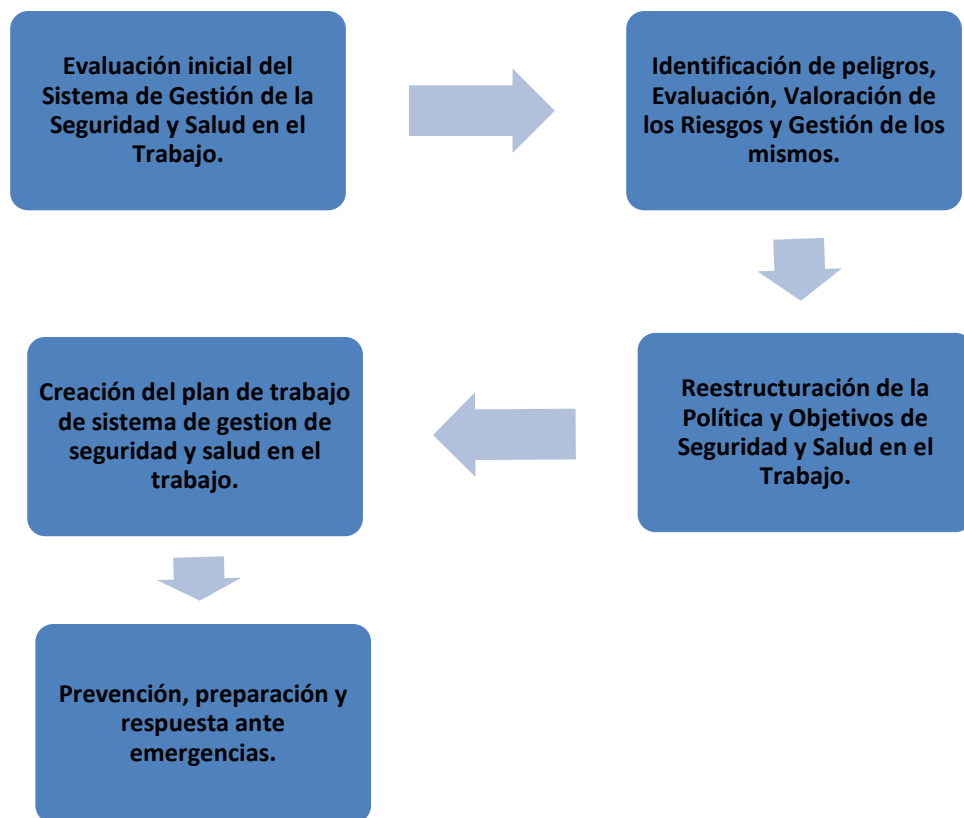 Evaluación inicial del
Sistema de Gestión de la
Seguridad y Salud en el
Trabajo.
Identificación de peligros,
Evaluación, Valoración de
los Riesgos y Gestión de los
mismos.
Reestructuración de la
Política y Objetivos de
Seguridad y Salud en el
Trabajo.
Creación del plan de trabajo
de sistema de gestion de
seguridad y salud en el
trabajo.
Prevención, preparación y
respuesta ante
emergencias.